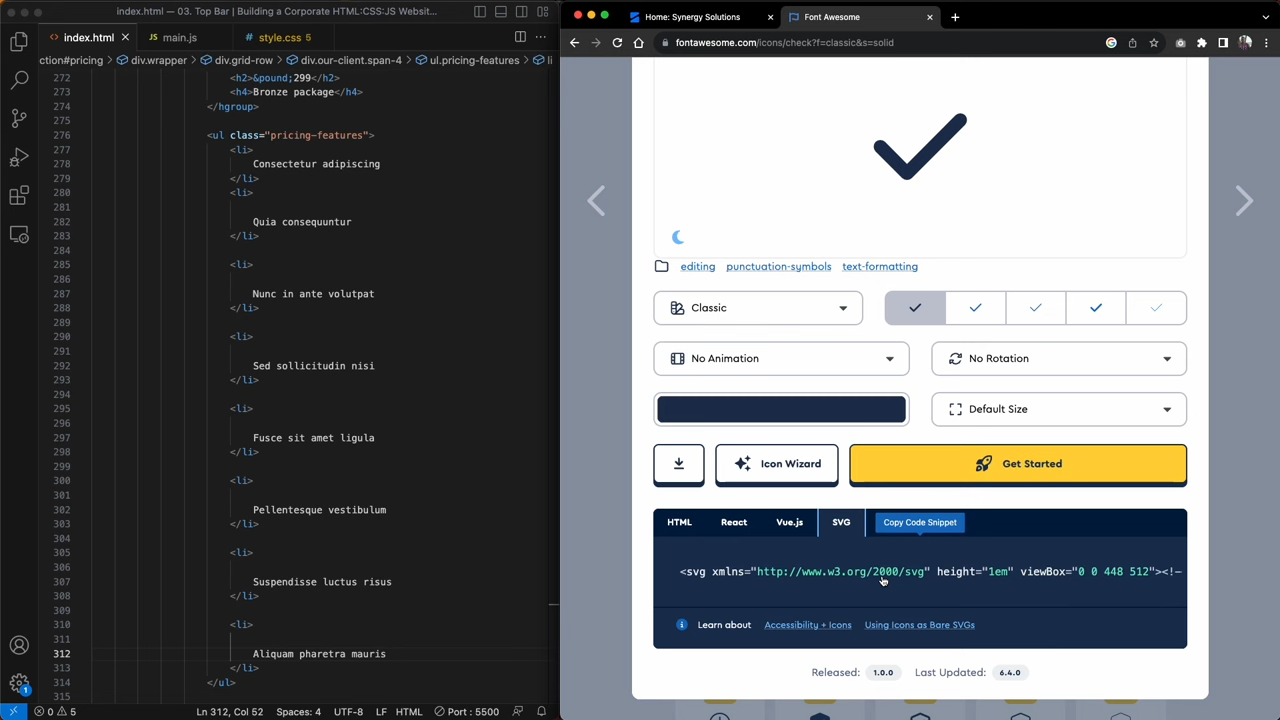 index.html — 03. Top Bar | Building a Corporate HTML:CSS:JS Websit...
index.html
main.js
style.css 5
ction#pricing > div.wrapper > div.grid-row > div.our-client.span-4 > ul.pricing-features > li
272 <h2>&pound;299</h2>
273 <h4>Bronze package</h4>
274 </hgroup>
275
276 <ul class="pricing-features">
277 <li>
278 Consectetur adipiscing
279 </li>
280 <li>
281
282 Quia consequuntur
283 </li>
284
285 <li>
286
287 Nunc in ante volutpat
288 </li>
289
290 <li>
291
292 Sed sollicitudin nisi
293 </li>
294
295 <li>
296
297 Fusce sit amet ligula
298 </li>
299
300 <li>
301
302 Pellentesque vestibulum
303 </li>
304
305 <li>
306
307 Suspendisse luctus risus
308 </li>
309
310 <li>
311
312 Aliquam pharetra mauris
313 </li>
314 </ul>
315
1
0 5
Ln 312, Col 52
Spaces: 4
UTF-8
LF
HTML
Port : 5500
Home: Synergy Solutions
Font Awesome
fontawesome.com/icons/check?f=classic&s=solid
editing
punctuation-symbols
text-formatting
Classic
No Animation
No Rotation
Default Size
Icon Wizard
Get Started
HTML
React
Vue.js
SVG
Copy Code Snippet
<svg xmlns="http://www.w3.org/2000/svg" height="1em" viewBox="0 0 448 512"><!—
Learn about
Accessibility + Icons
Using Icons as Bare SVGs
Released: 1.0.0
Last Updated: 6.4.0